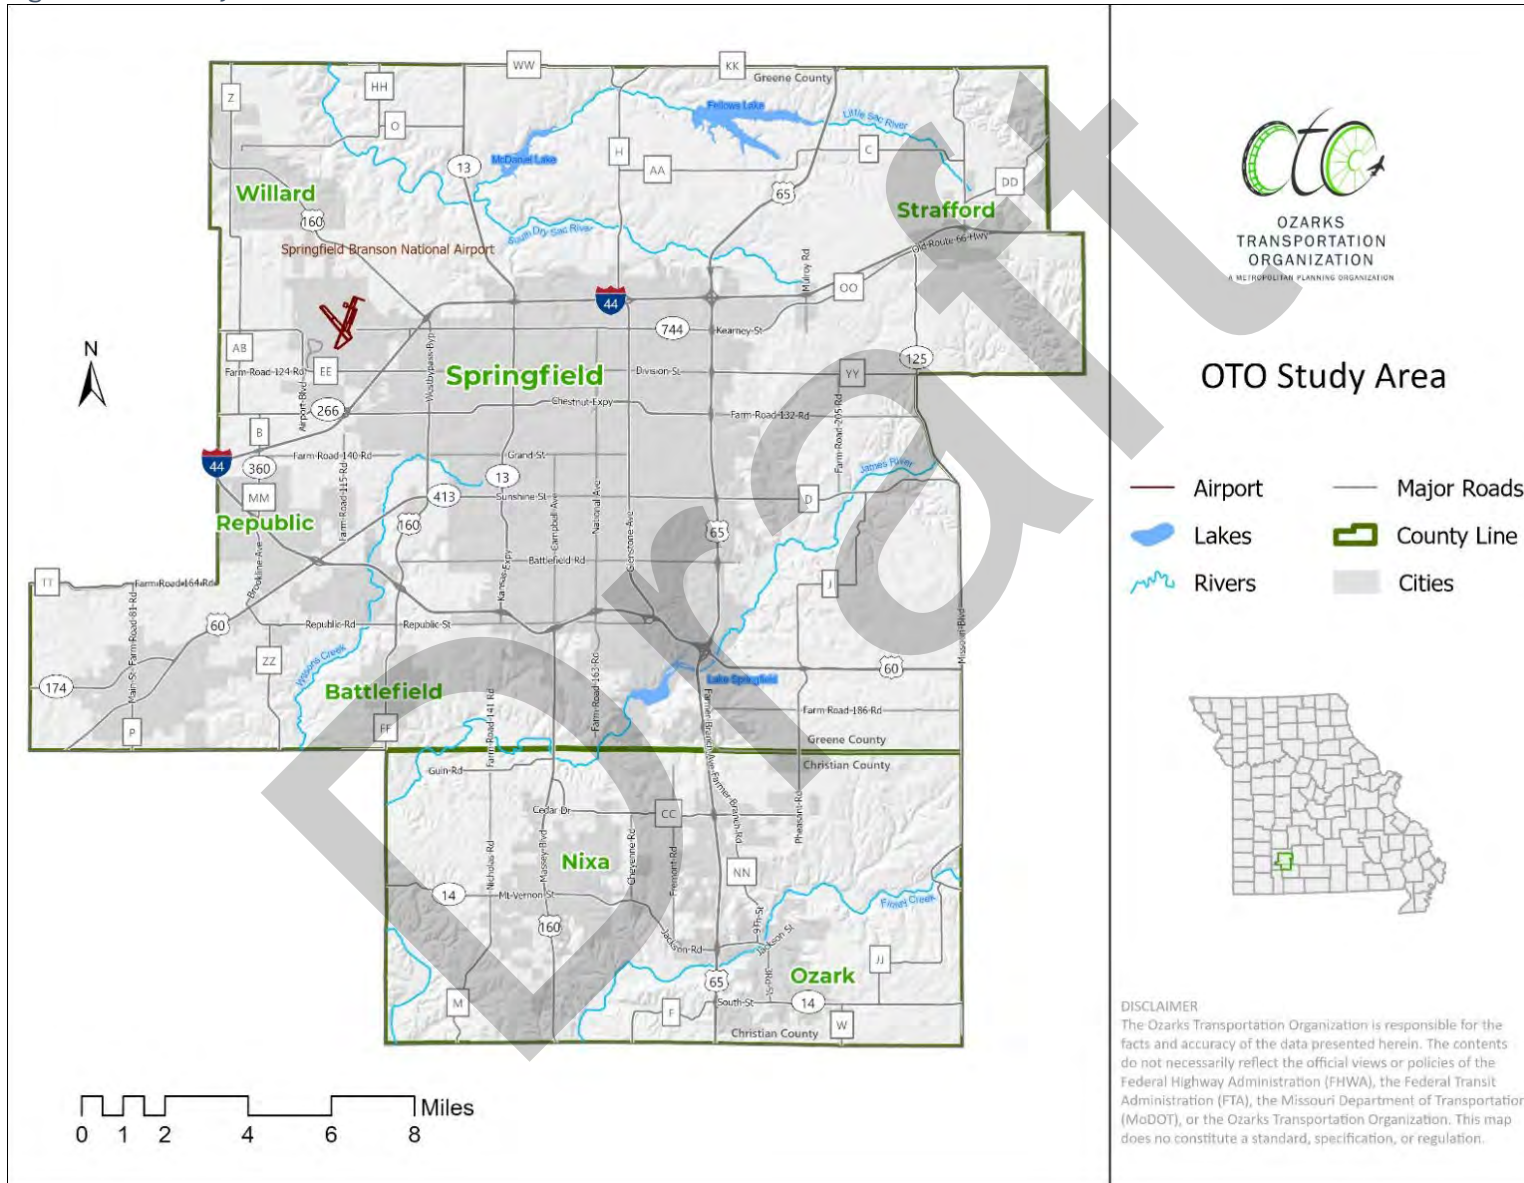 WW
KK
Greene County
Z
HH
O
Fellows Lake
Little Sac River
McDaniel Lake
H
13
AA
C
65
DD
Willard
160
Strafford
South Dry Sac River
Old Route 66 Hwy
Springfield Branson National Airport
Mulroy Rd
OO
44
744
Kearney St
AB
Westbypass Byp
125
Farm-Road-124-Rd
EE
Springfield
Division-St
YY
Airport-Blvd
266
Chestnut-Expy
Farm-Road-132-Rd
B
Farm-Road-205-Rd
44
360
Farm-Road-140-Rd
Farm-Road-115-Rd
Grand-St
13
James River
MM
413
Sunshine-St
Campbell-Ave
National-Ave
D
Republic
160
Glenstone-Ave
65
Brookline-Ave
Kansas-Expy
Battlefield Rd
TT
Farm-Road-164-Rd
J
Main-St-Farm-Road-81-Rd
60
Republic-Rd
Republic-St
Missouri-Blvd
ZZ
Wilsons Creek
174
Farm-Road-163-Rd
60
Lake Springfield
Battlefield
Farm-Road-141 Rd
Farm Road-186-Rd
P
FF
Farmer-Branch-Ave-Farmer-Branch-Rd
Greene County
Christian County
Guin-Rd
Cedar Dr
CC
Pheasant-Rd
Nicholas-Rd
Massey-Blvd
Nixa
Cheyenne-Rd
Fremont-Rd
NN
14
Mt-Vernon-St
Finley Creek
160
Jackson-Rd
9Th-St
Jackson St
JJ
65
Ozark
3Rd-St
M
F
South-St
14
W
Christian County
N
Miles
0 1 2 4 6 8
Draft
OZARKS
TRANSPORTATION
ORGANIZATION
A METROPOLITAN PLANNING ORGANIZATION
OTO Study Area
Airport
Major Roads
Lakes
County Line
Rivers
Cities
DISCLAIMER
The Ozarks Transportation Organization is responsible for the
facts and accuracy of the data presented herein. The contents
do not necessarily reflect the official views or policies of the
Federal Highway Administration (FHWA), the Federal Transit
Administration (FTA), the Missouri Department of Transportation
(MoDOT), or the Ozarks Transportation Organization. This map
does no constitute a standard, specification, or regulation.